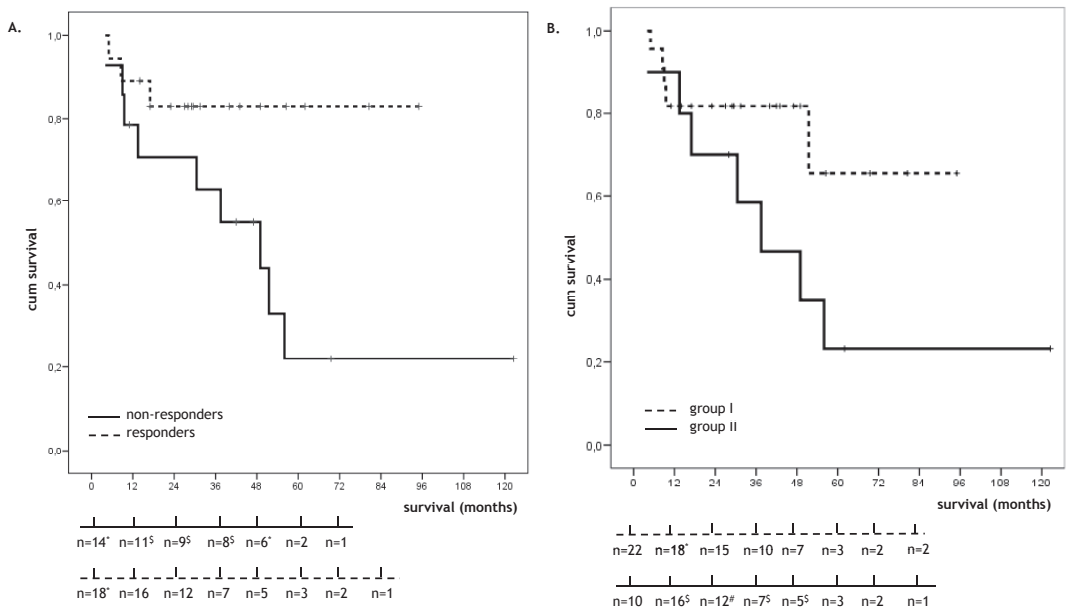 A.
1,0
0,8
0,6
0,4
0,2
0,0
cum survival
non-responders
responders
0 12 24 36 48 60 72 84 96 108 120
survival (months)
n=14* n=11$ n=9$ n=8$ n=6* n=2 n=1
n=18* n=16 n=12 n=7 n=5 n=3 n=2 n=1
B.
1,0
0,8
0,6
0,4
0,2
0,0
cum survival
group I
group II
0 12 24 36 48 60 72 84 96 108 120
survival (months)
n=22 n=18* n=15 n=10 n=7 n=3 n=2 n=2
n=10 n=16$ n=12# n=7$ n=5$ n=3 n=2 n=1